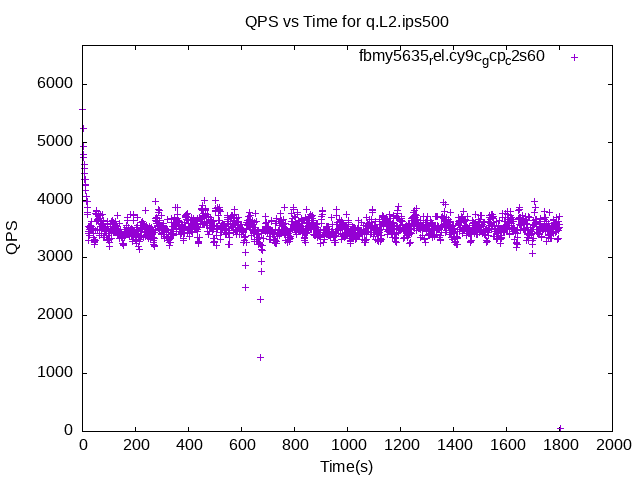 QPS vs Time for q.L2.ips500
fbmy5635rel.cy9cgcpc2s60
6000
5000
4000
3000
2000
1000
0
QPS
0 200 400 600 800 1000 1200 1400 1600 1800 2000
Time(s)